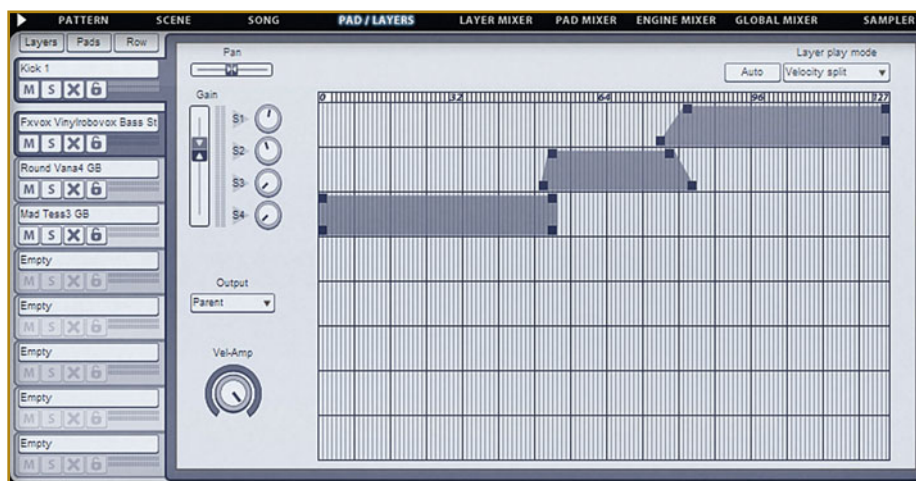 PATTERN SCENE SONG PAD / LAYERS LAYER MIXER PAD MIXER ENGINE MIXER GLOBAL MIXER SAMPLER
Layers Pads Row
Kick 1
M S X
Fxvox Vinylrobovox Bass St
M S X
Round Vana4 GB
M S X
Mad Tess3 GB
M S X
Empty
M S X
Empty
M S X
Empty
M S X
Empty
M S X
Empty
M S X
Pan
Gain
S1
S2
S3
S4
Output
Parent
Vel-Amp
Layer play mode
Auto Velocity split
0 32 64 96 127